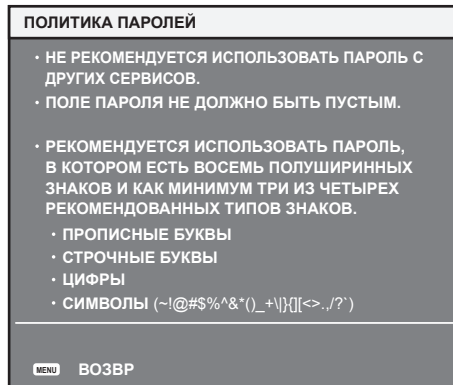 ПОЛИТИКА ПАРОЛЕЙ
· НЕ РЕКОМЕНДУЕТСЯ ИСПОЛЬЗОВАТЬ ПАРОЛЬ С
ДРУГИХ СЕРВИСОВ.
· ПОЛЕ ПАРОЛЯ НЕ ДОЛЖНО БЫТЬ ПУСТЫМ.
· РЕКОМЕНДУЕТСЯ ИСПОЛЬЗОВАТЬ ПАРОЛЬ,
В КОТОРОМ ЕСТЬ ВОСЕМЬ ПОЛУШИРИННЫХ
ЗНАКОВ И КАК МИНИМУМ ТРИ ИЗ ЧЕТЫРЕХ
РЕКОМЕНДОВАННЫХ ТИПОВ ЗНАКОВ.
· ПРОПИСНЫЕ БУКВЫ
· СТРОЧНЫЕ БУКВЫ
· ЦИФРЫ
· СИМВОЛЫ (~!@#$%^&*()_+\|}{][<>.,/?`)
MENU ВОЗВР